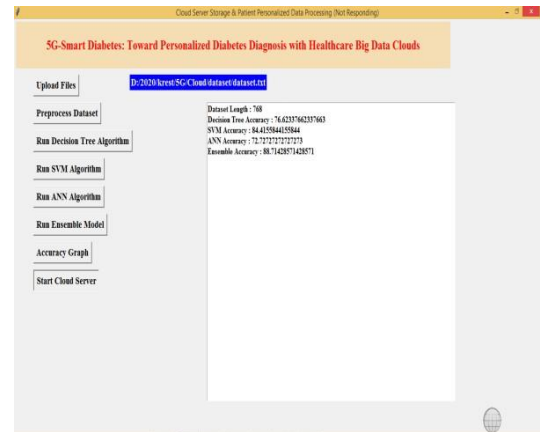 Cloud Server Storage & Patient Personalized Data Processing (Not Responding)
5G-Smart Diabetes: Toward Personalized Diabetes Diagnosis with Healthcare Big Data Clouds
Upload Files
D:/2020/krest/5G/Cloud/dataset/dataset.txt
Preprocess Dataset
Run Decision Tree Algorithm
Run SVM Algorithm
Run ANN Algorithm
Run Ensemble Model
Accuracy Graph
Start Cloud Server
Dataset Length : 768
Decision Tree Accuracy : 76.62337662337663
SVM Accuracy : 84.4155844155844
ANN Accuracy : 72.72727272727273
Ensemble Accuracy : 88.71428571428571